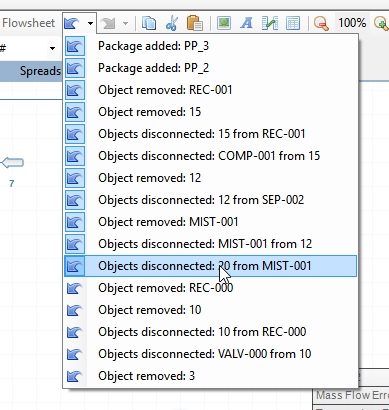 Flowsheet
100%
#
Spreads
7
Package added: PP_3
Package added: PP_2
Object removed: REC-001
Object removed: 15
Objects disconnected: 15 from REC-001
Objects disconnected: COMP-001 from 15
Object removed: 12
Objects disconnected: 12 from SEP-002
Object removed: MIST-001
Objects disconnected: MIST-001 from 12
Objects disconnected: 20 from MIST-001
Object removed: REC-000
Object removed: 10
Objects disconnected: 10 from REC-000
Objects disconnected: VALV-000 from 10
Object removed: 3
Mass Flow Erro